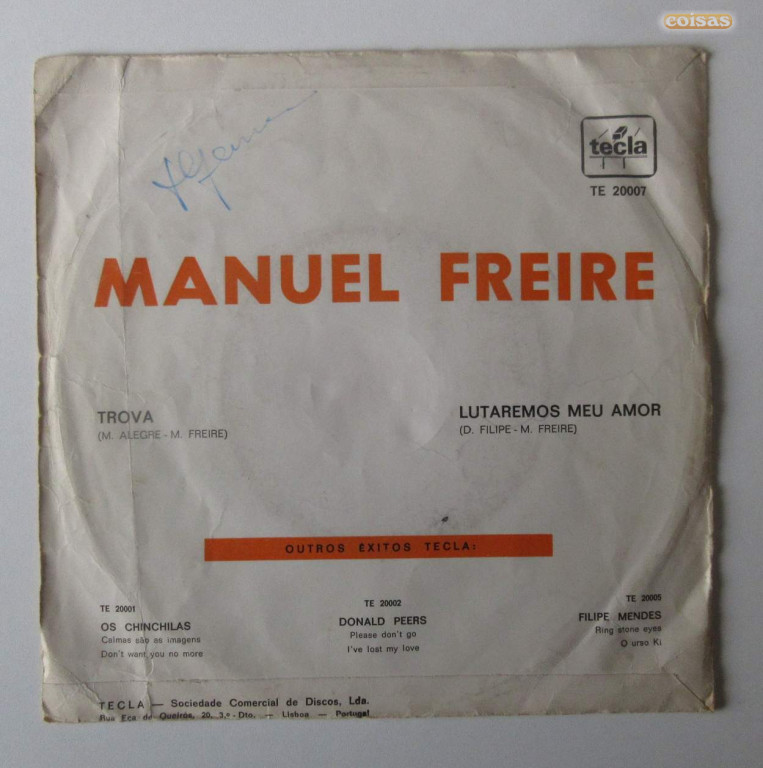 coisas
tecla
TE 20007
MANUEL FREIRE
TROVA
(M. ALEGRE - M. FREIRE)
LUTAREMOS MEU AMOR
(D. FILIPE - M. FREIRE)
OUTROS ÊXITOS TECLA:
TE 20001
OS CHINCHILAS
Calmas são as imagens
Don't want you no more
TE 20002
DONALD PEERS
Please don't go
I've lost my love
TE 20005
FILIPE MENDES
Ring stone eyes
O urso Ki
TECLA — Sociedade Comercial de Discos, Lda.
Rua Eça de Queirós, 20, 3.º - Dto. — Lisboa — Portugal